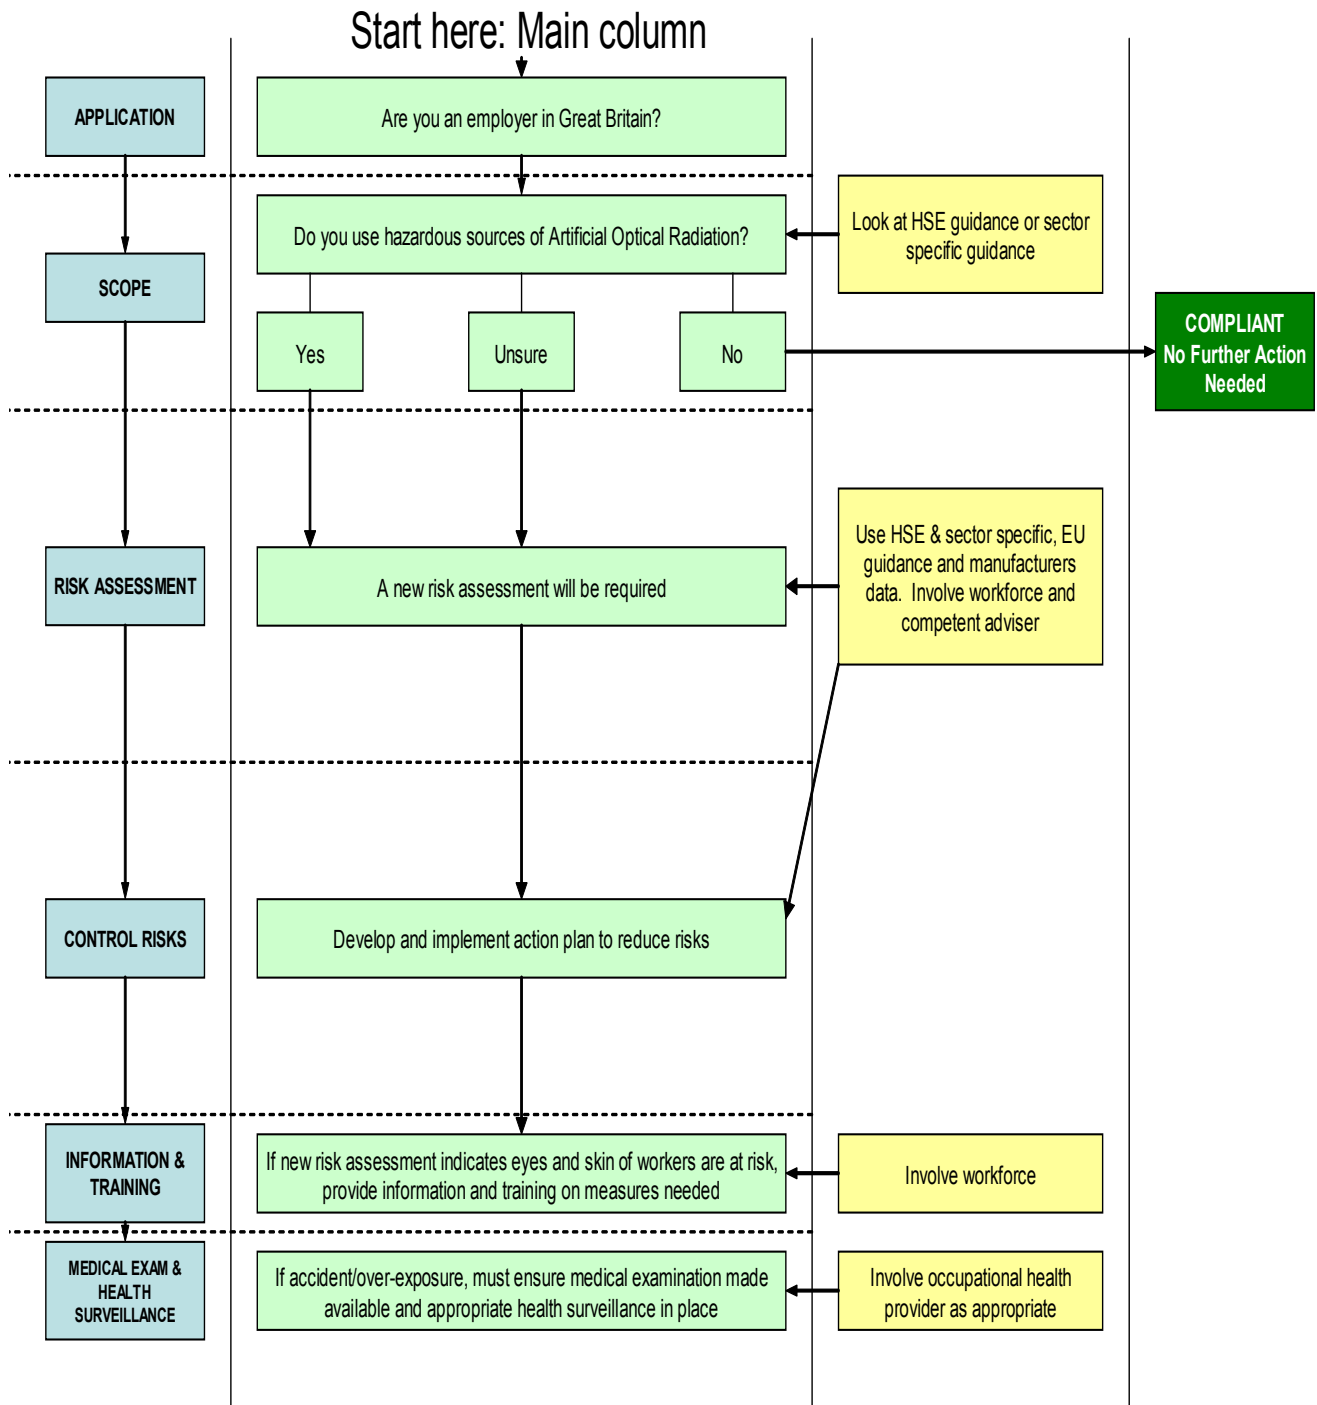 Start here: Main column
APPLICATION
Are you an employer in Great Britain?
Do you use hazardous sources of Artificial Optical Radiation?
Look at HSE guidance or sector
specific guidance
SCOPE
Yes
Unsure
No
COMPLIANT
No Further Action
Needed
RISK ASSESSMENT
A new risk assessment will be required
Use HSE & sector specific, EU
guidance and manufacturers
data. Involve workforce and
competent adviser
CONTROL RISKS
Develop and implement action plan to reduce risks
INFORMATION &
TRAINING
If new risk assessment indicates eyes and skin of workers are at risk,
provide information and training on measures needed
Involve workforce
MEDICAL EXAM &
HEALTH
SURVEILLANCE
If accident/over-exposure, must ensure medical examination made
available and appropriate health surveillance in place
Involve occupational health
provider as appropriate